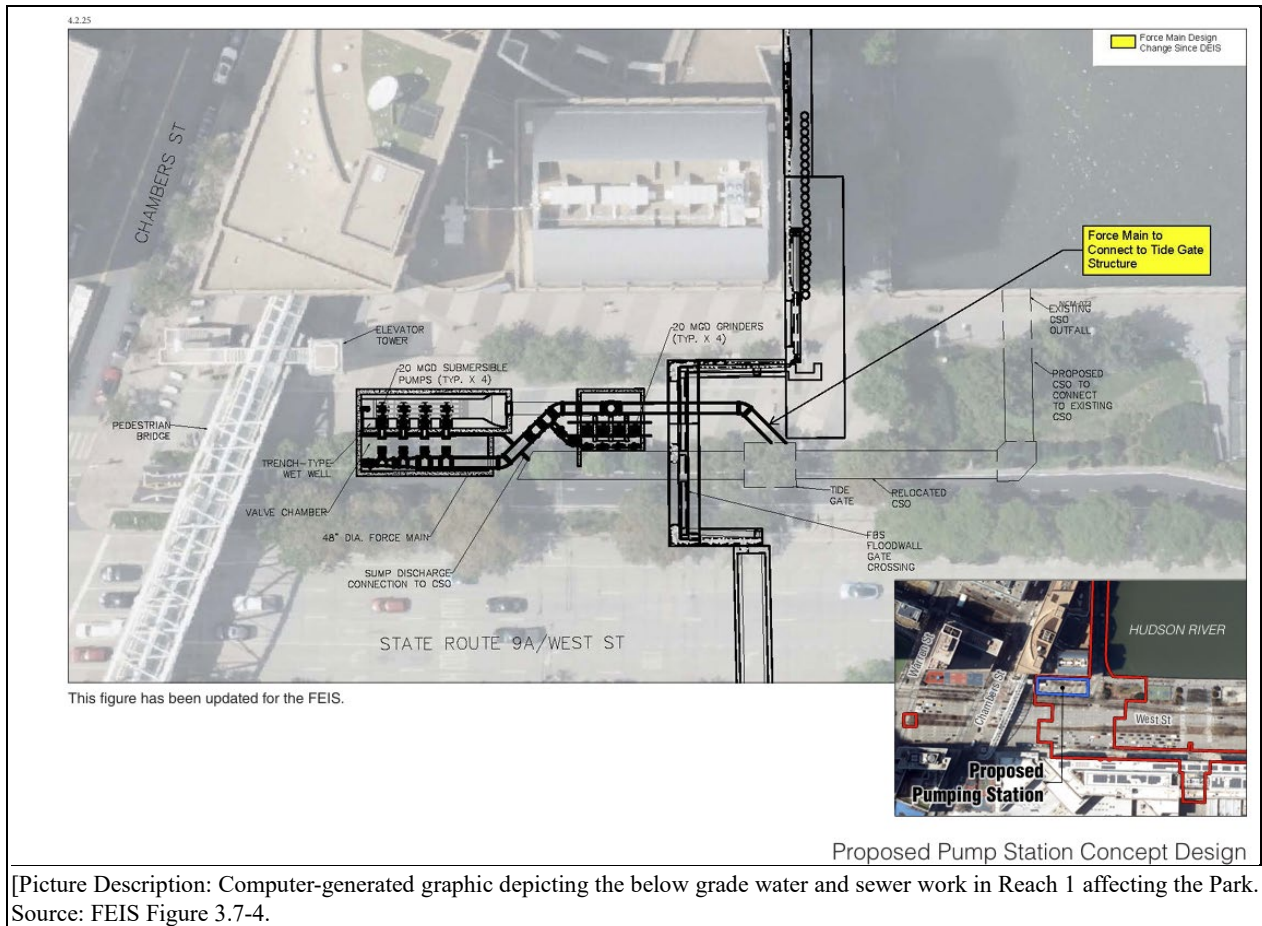 4.2.25
Force Main Design
Change Since DEIS
CHAMBERS ST
Force Main to
Connect to Tide Gate
Structure
ELEVATOR
TOWER
20 MGD GRINDERS
(TYP. X 4)
EXISTING
CSO
OUTFALL
20 MGD SUBMERSIBLE
PUMPS (TYP. X 4)
PROPOSED
CSO TO
CONNECT
TO EXISTING
CSO
PEDESTRIAN
BRIDGE
TRENCH-TYPE
WET WELL
VALVE CHAMBER
TIDE
GATE
RELOCATED
CSO
48" DIA. FORCE MAIN
FBS
FLOODWALL
GATE
CROSSING
SUMP DISCHARGE
CONNECTION TO CSO
STATE ROUTE 9A/WEST ST
HUDSON RIVER
Warren St
Chambers St
West St
Proposed
Pumping Station
This figure has been updated for the FEIS.
Proposed Pump Station Concept Design
[Picture Description: Computer-generated graphic depicting the below grade water and sewer work in Reach 1 affecting the Park.
Source: FEIS Figure 3.7-4.